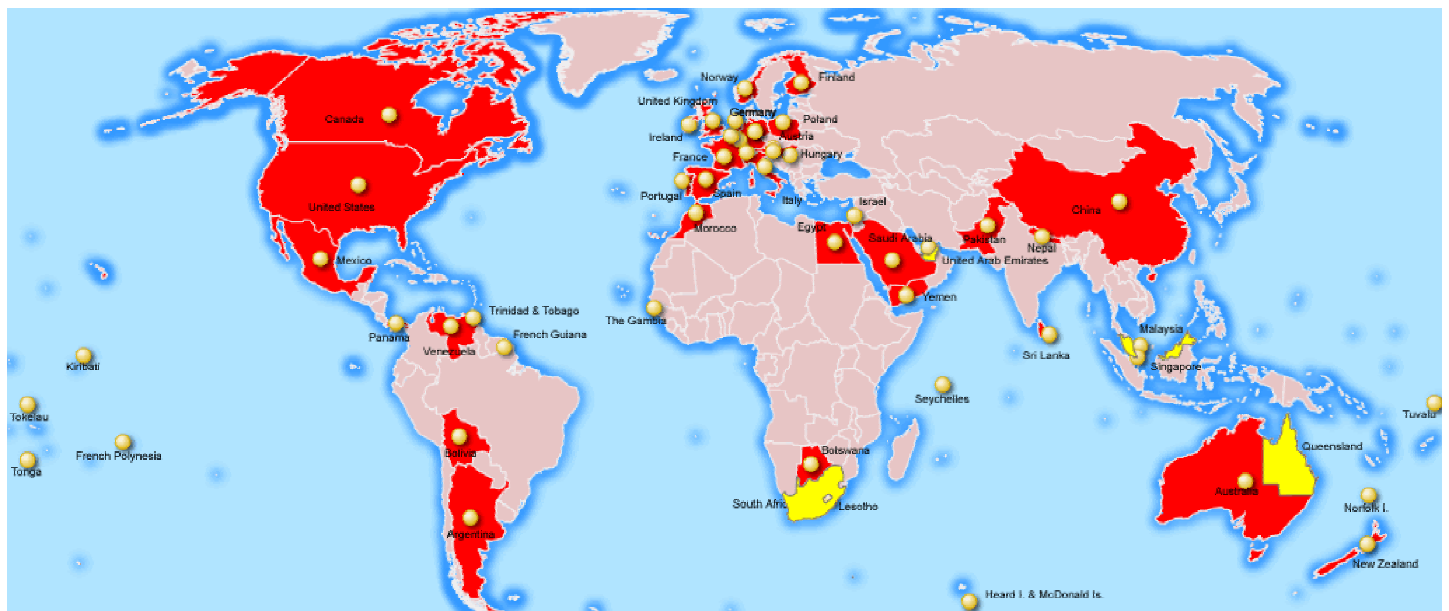 Norway
Finland
United Kingdom
Germany
Canada
Poland
Ireland
Austria
France
Hungary
Portugal
Spain
Italy
Israel
United States
China
Morocco
Egypt
Saudi Arabia
Pakistan
Nepal
Mexico
United Arab Emirates
Yemen
Trinidad & Tobago
The Gambia
Panama
French Guiana
Malaysia
Venezuela
Sri Lanka
Kiribati
Singapore
Seychelles
Tokelau
Tuvalu
Queensland
Botswana
Bolivia
French Polynesia
Tonga
Australia
South Afric
Lesotho
Norfolk I.
Argentina
New Zealand
Heard I. & McDonald Is.